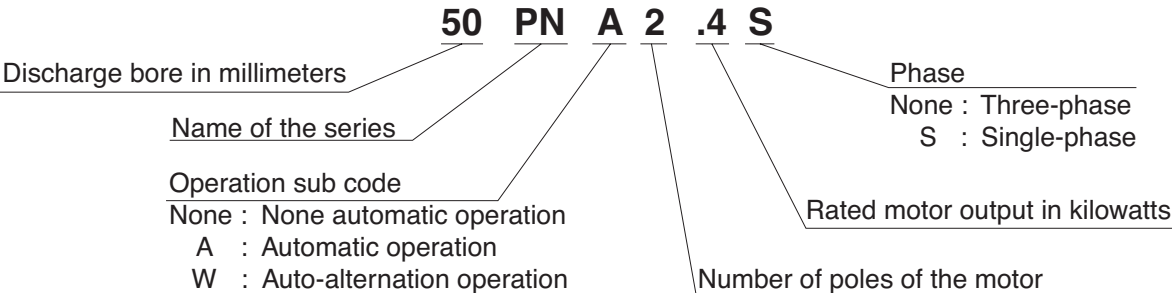 50 PN A 2 .4 S
Discharge bore in millimeters
Name of the series
Operation sub code
None : None automatic operation
A : Automatic operation
W : Auto-alternation operation
Phase
None : Three-phase
S : Single-phase
Rated motor output in kilowatts
Number of poles of the motor